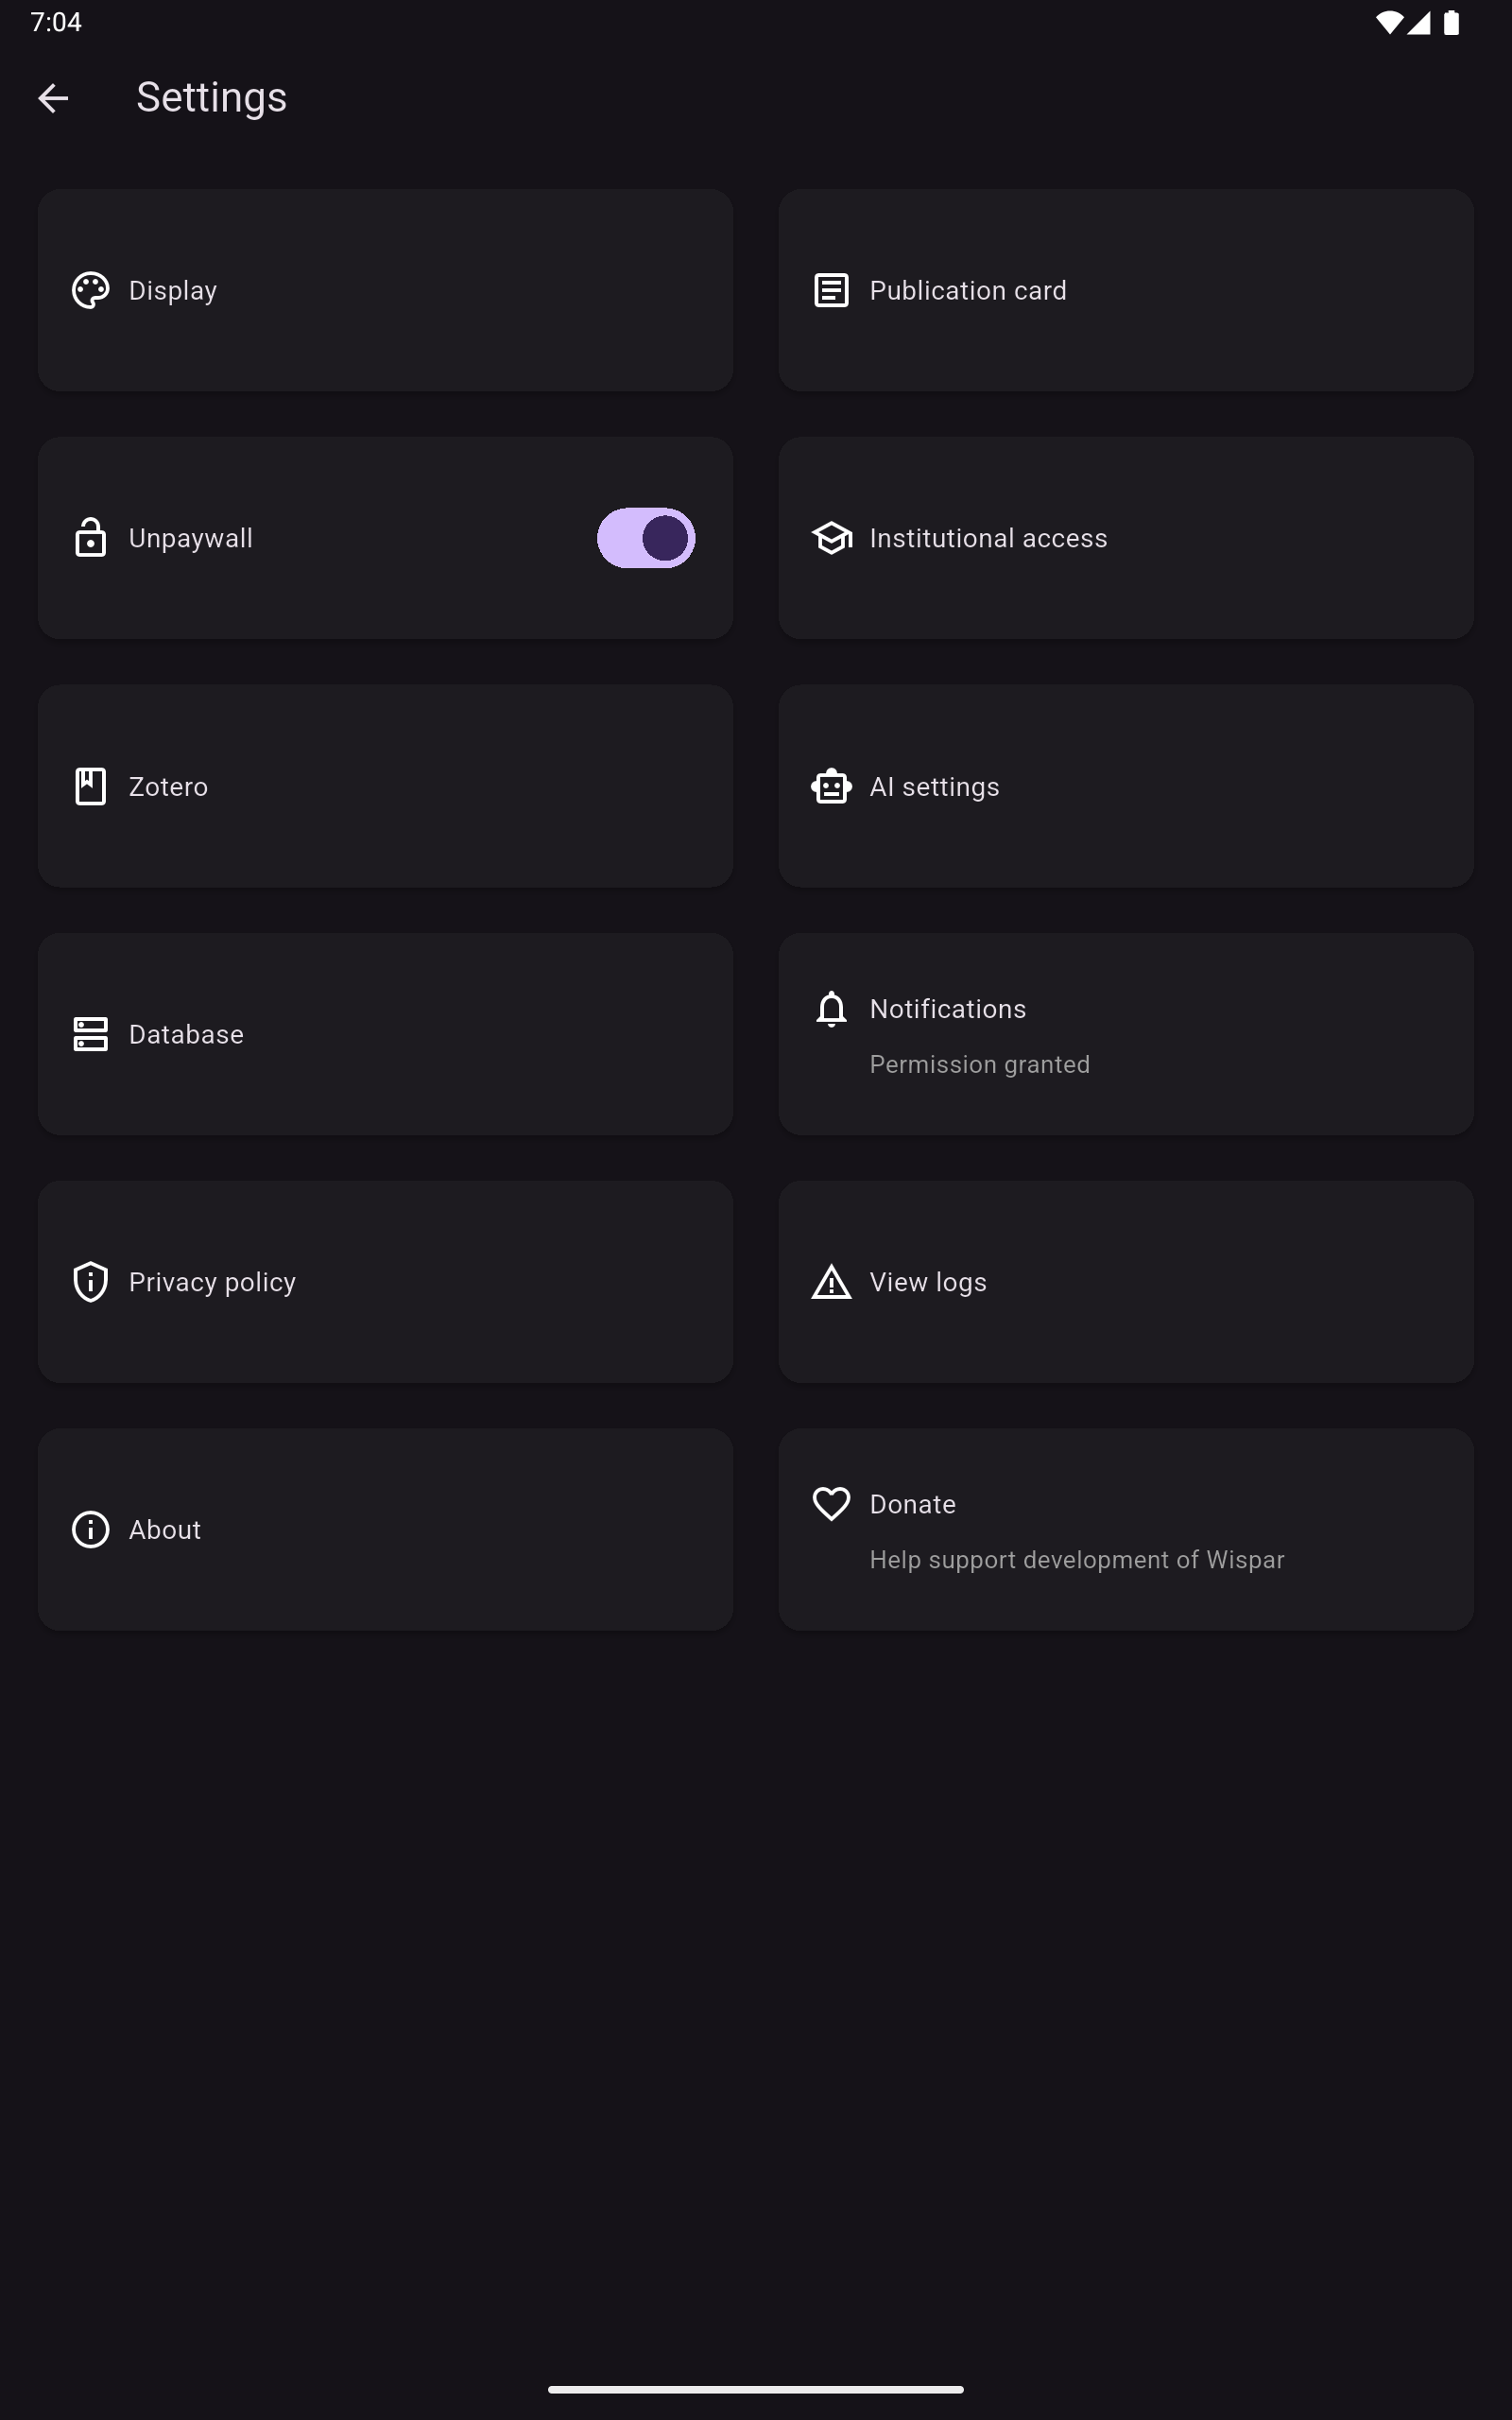 7:04
Settings
Display
Publication card
Unpaywall
Institutional access
Zotero
AI settings
Database
Notifications
Permission granted
Privacy policy
View logs
About
Donate
Help support development of Wispar